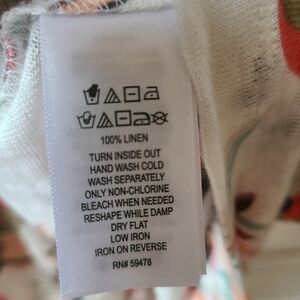 100% LINEN
TURN INSIDE OUT
HAND WASH COLD
WASH SEPARATELY
ONLY NON-CHLORINE
BLEACH WHEN NEEDED
RESHAPE WHILE DAMP
DRY FLAT
LOW IRON
IRON ON REVERSE
RN# 59478